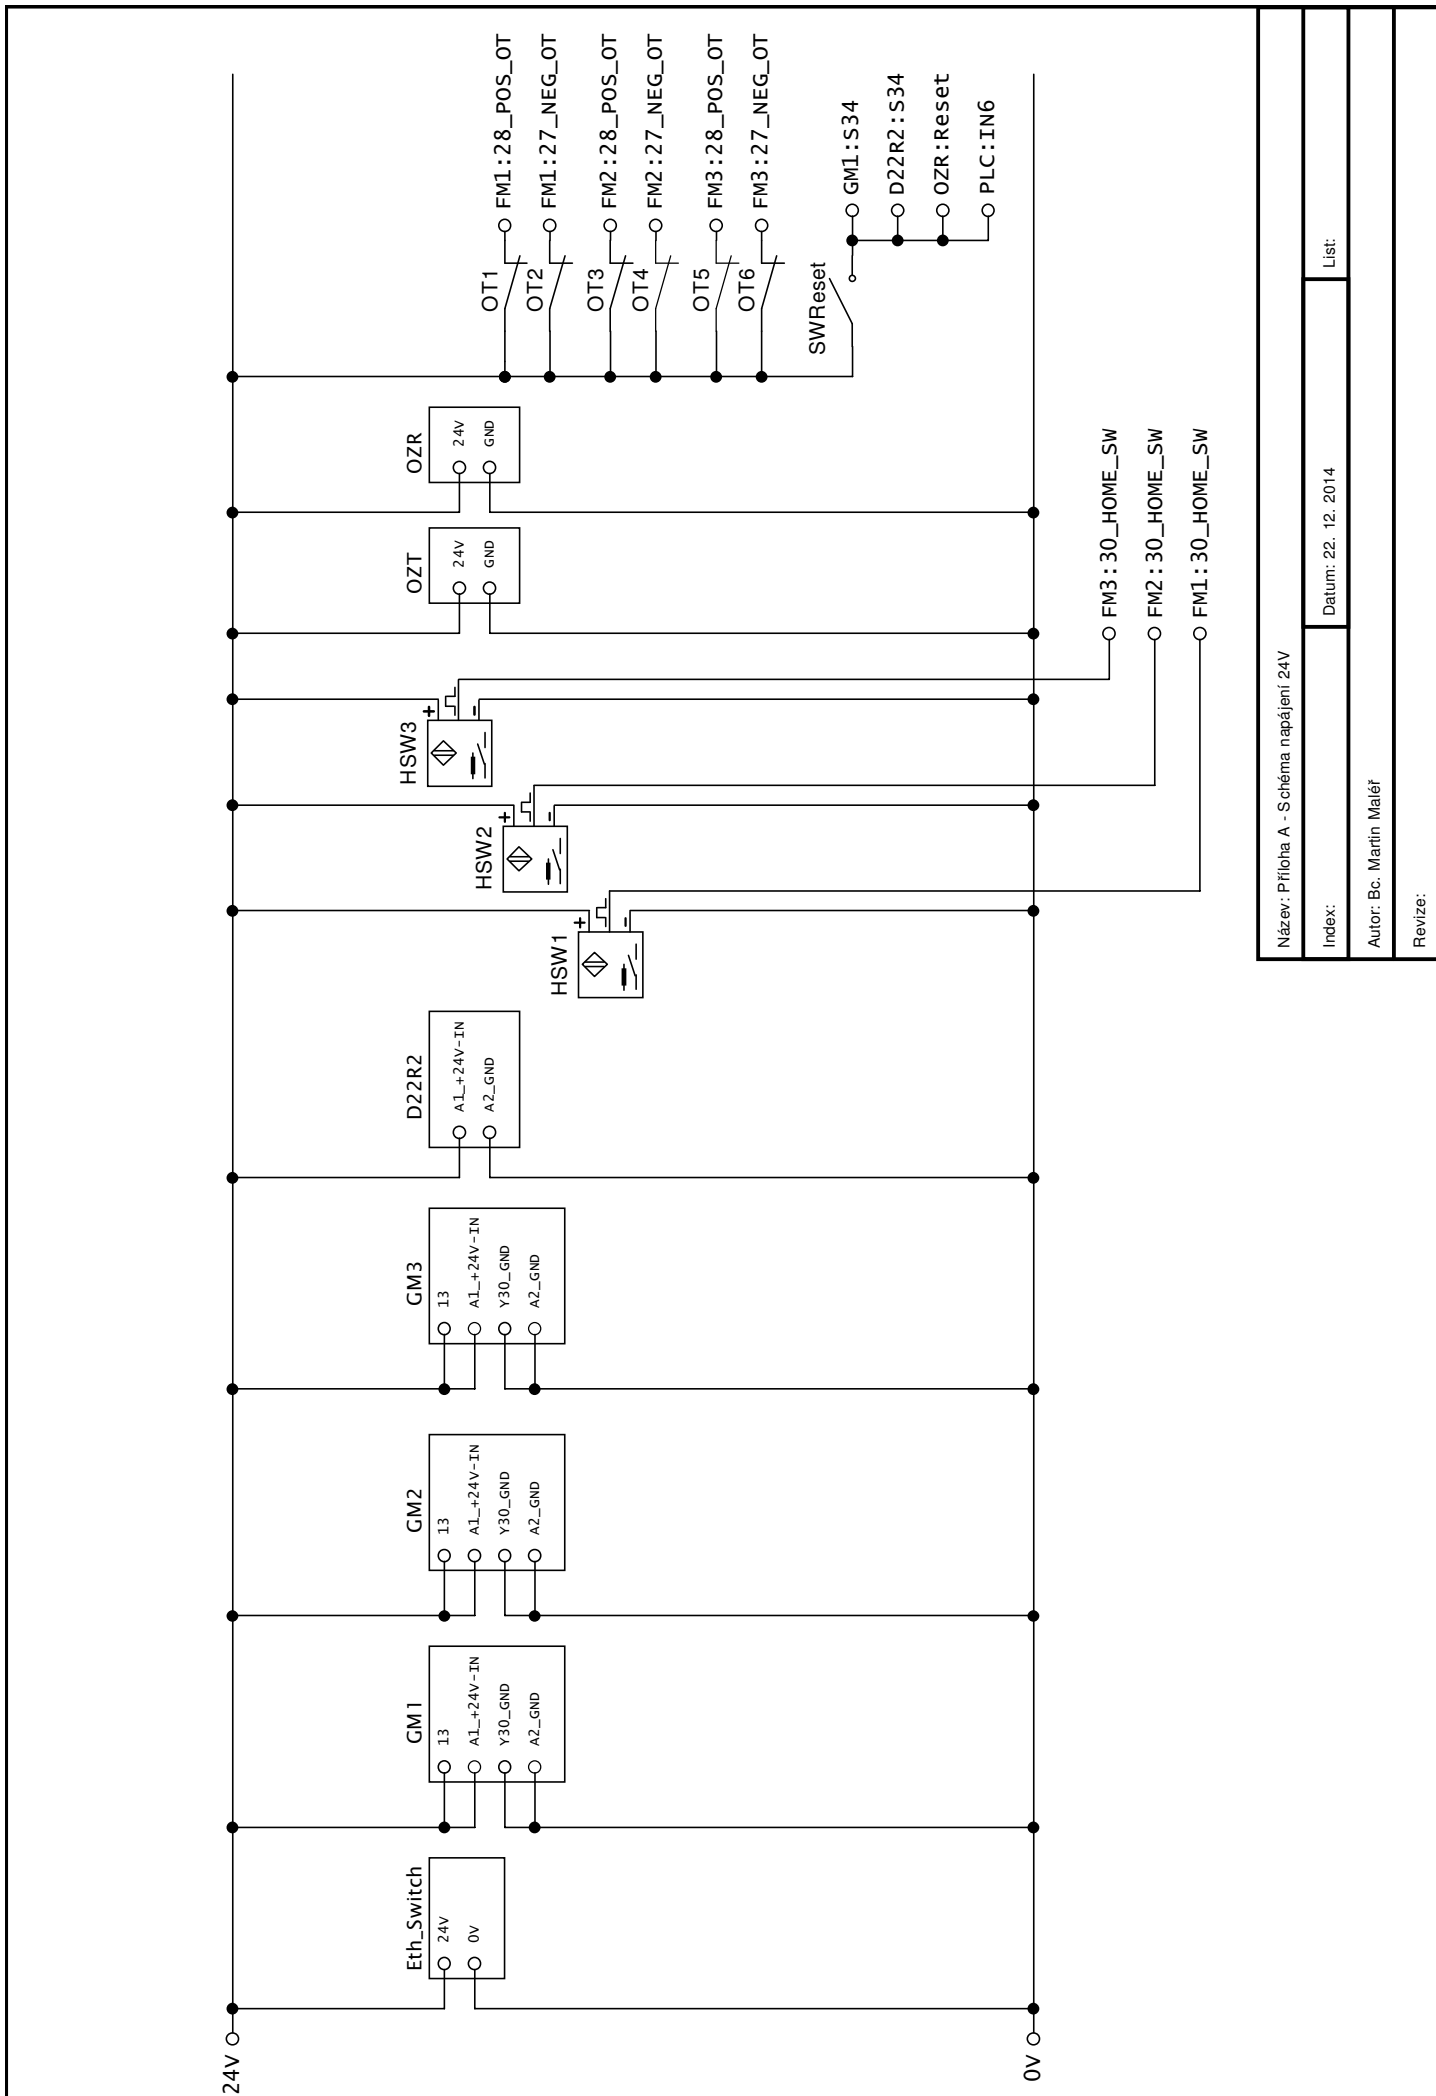 24V
0V
Eth_Switch
24V
0V
GM1
13
A1_+24V-IN
Y30_GND
A2_GND
GM2
13
A1_+24V-IN
Y30_GND
A2_GND
GM3
13
A1_+24V-IN
Y30_GND
A2_GND
D22R2
A1_+24V-IN
A2_GND
HSW1
+
-
HSW2
+
-
HSW3
+
-
OZT
24V
GND
OZR
24V
GND
OT1
FM1:28_POS_OT
OT2
FM1:27_NEG_OT
OT3
FM2:28_POS_OT
OT4
FM2:27_NEG_OT
OT5
FM3:28_POS_OT
OT6
FM3:27_NEG_OT
SWReset
GM1:S34
D22R2:S34
OZR:Reset
PLC:IN6
FM3:30_HOME_SW
FM2:30_HOME_SW
FM1:30_HOME_SW
Název: Příloha A - Schéma napájení 24V
Index:
Datum: 22. 12. 2014
List:
Autor: Bc. Martin Maléř
Revize: